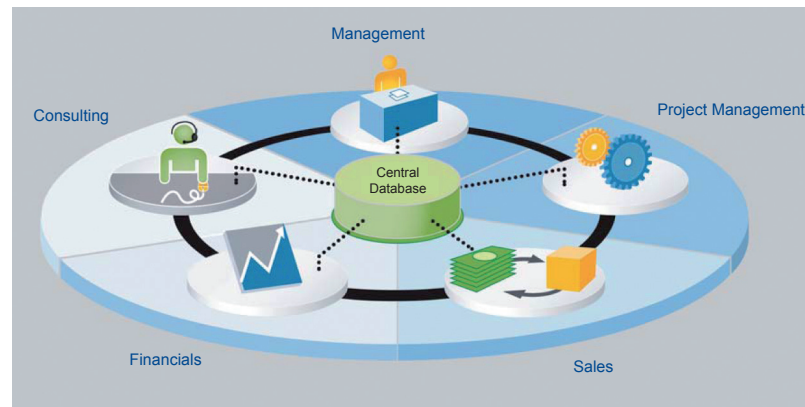 Management
Consulting
Project Management
Central
Database
Financials
Sales